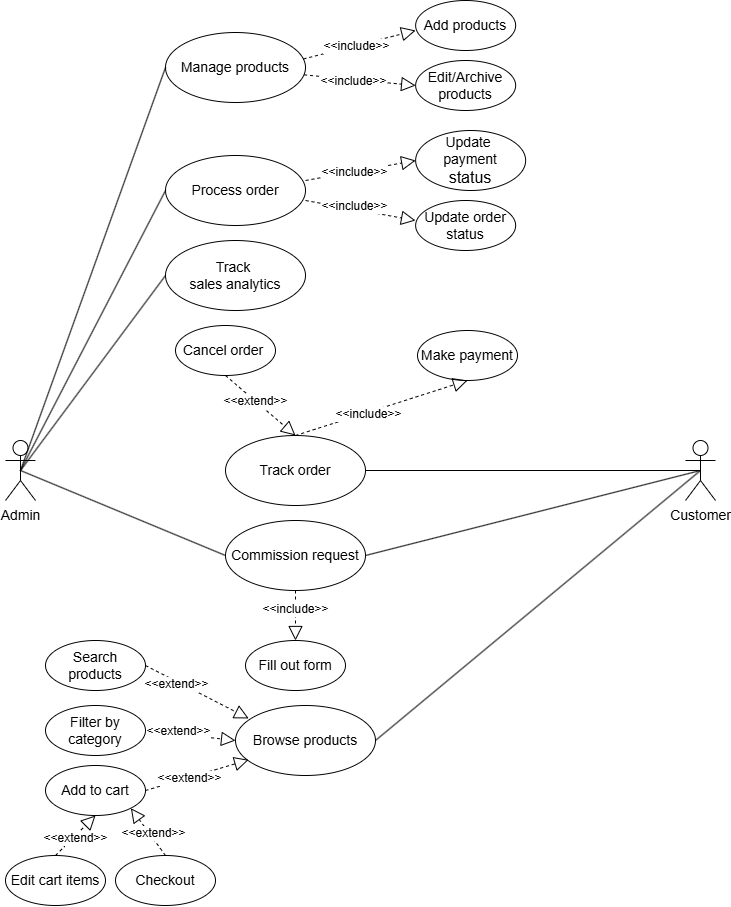 Add products
<<include>>
Manage products
<<include>>
Edit/Archive
products
Update
payment
status
<<include>>
Process order
<<include>>
Update order
status
Track
sales analytics
Cancel order
Make payment
<<extend>>
<<include>>
Track order
Admin
Customer
Commission request
<<include>>
Search
products
Fill out form
<<extend>>
Filter by
category
<<extend>>
Browse products
<<extend>>
Add to cart
<<extend>>
<<extend>>
Edit cart items
Checkout